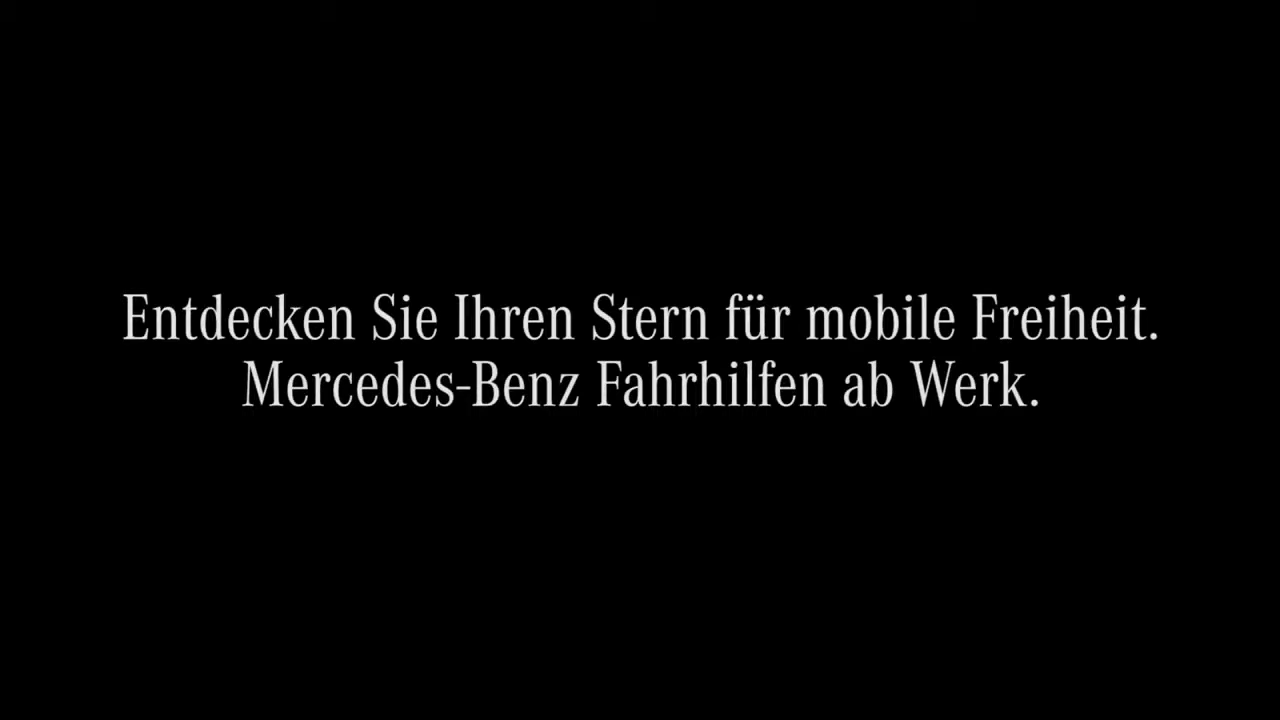 Entdecken Sie Ihren Stern für mobile Freiheit.
Mercedes-Benz Fahrhilfen ab Werk.